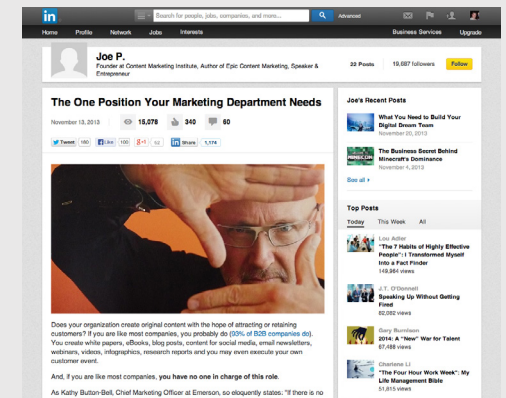 in
Search for people, jobs, companies, and more...
Advanced
Home Profile Network Jobs Interests
Business Services Upgrade
Joe P.
Founder at Content Marketing Institute, Author of Epic Content Marketing, Speaker &
Entrepreneur
22 Posts
19,687 followers
Follow
The One Position Your Marketing Department Needs
November 13, 2013
15,078
340
60
Tweet 180
Like 100
+1 52
in Share 1,174
Does your organization create original content with the hope of attracting or retaining
customers? If you are like most companies, you probably do (93% of B2B companies do).
You create white papers, eBooks, blog posts, content for social media, email newsletters,
webinars, videos, infographics, research reports and you may even execute your own
customer event.
And, if you are like most companies, you have no one in charge of this role.
As Kathy Button-Bell, Chief Marketing Officer at Emerson, so eloquently states: "If there is no
Joe's Recent Posts
What You Need to Build Your
Digital Dream Team
November 20, 2013
MINECON
The Business Secret Behind
Minecraft's Dominance
November 4, 2013
See all
Top Posts
Today This Week All
Lou Adler
"The 7 Habits of Highly Effective
People": I Transformed Myself
Into a Fact Finder
149,964 views
J.T. O'Donnell
Speaking Up Without Getting
Fired
82,082 views
Gary Burnison
2014: A "New" War for Talent
67,488 views
Charlene Li
"The Four Hour Work Week": My
Life Management Bible
51,815 views